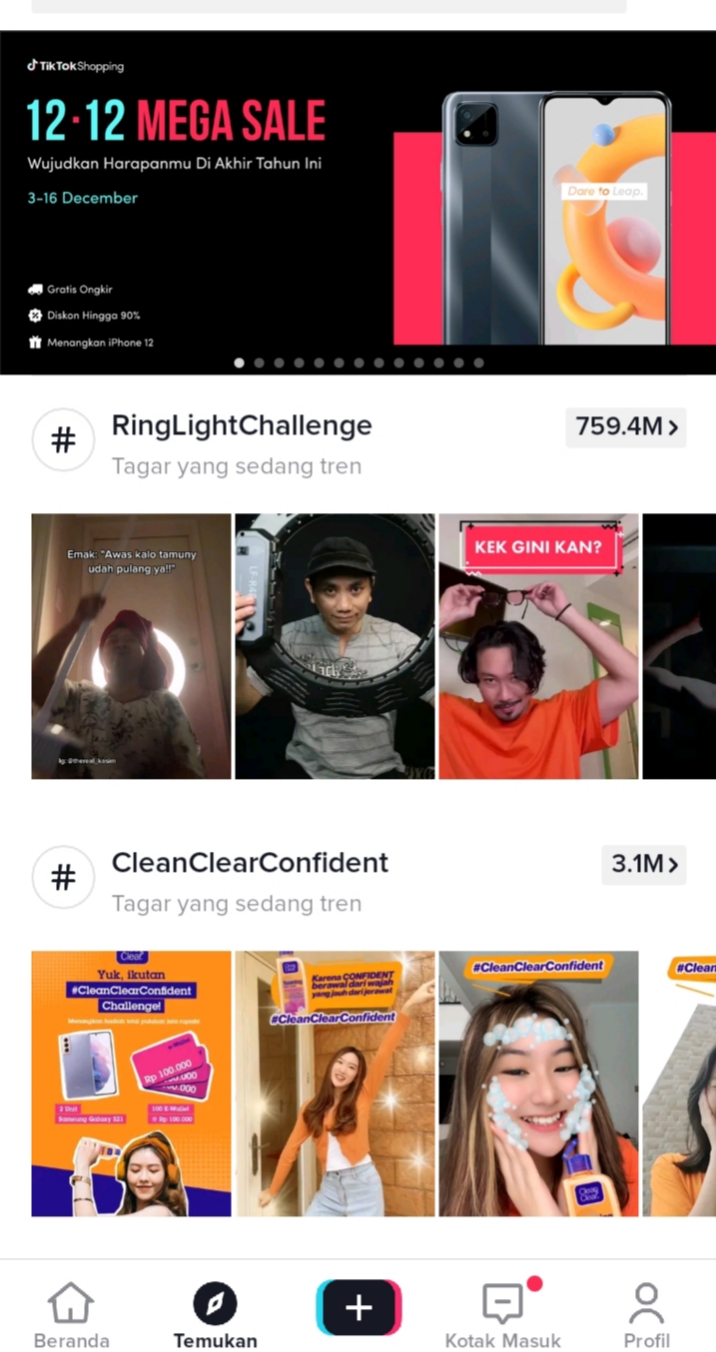 TikTok Shopping
12·12 MEGA SALE
Wujudkan Harapanmu Di Akhir Tahun Ini
3-16 December
Dare to Leap.
Gratis Ongkir
Diskon Hingga 90%
Menangkan iPhone 12
# RingLightChallenge 759.4M >
Tagar yang sedang tren
Emak: "Awas kalo tamuny
udah pulang ya!!"
KEK GINI KAN?
# CleanClearConfident 3.1M >
Tagar yang sedang tren
Clear
Yuk, ikutan
#CleanClearConfident
Challenge!
Rp 100.000
3 Unit
Samsung Galaxy S21
100 E-Wallet
@ Rp 100.000
Karena CONFIDENT
berawal dari wajah
yang jauh dari jerawat
#CleanClearConfident
#CleanClearConfident
Clean
Clear
#Clean
Beranda
Temukan
Kotak Masuk
Profil